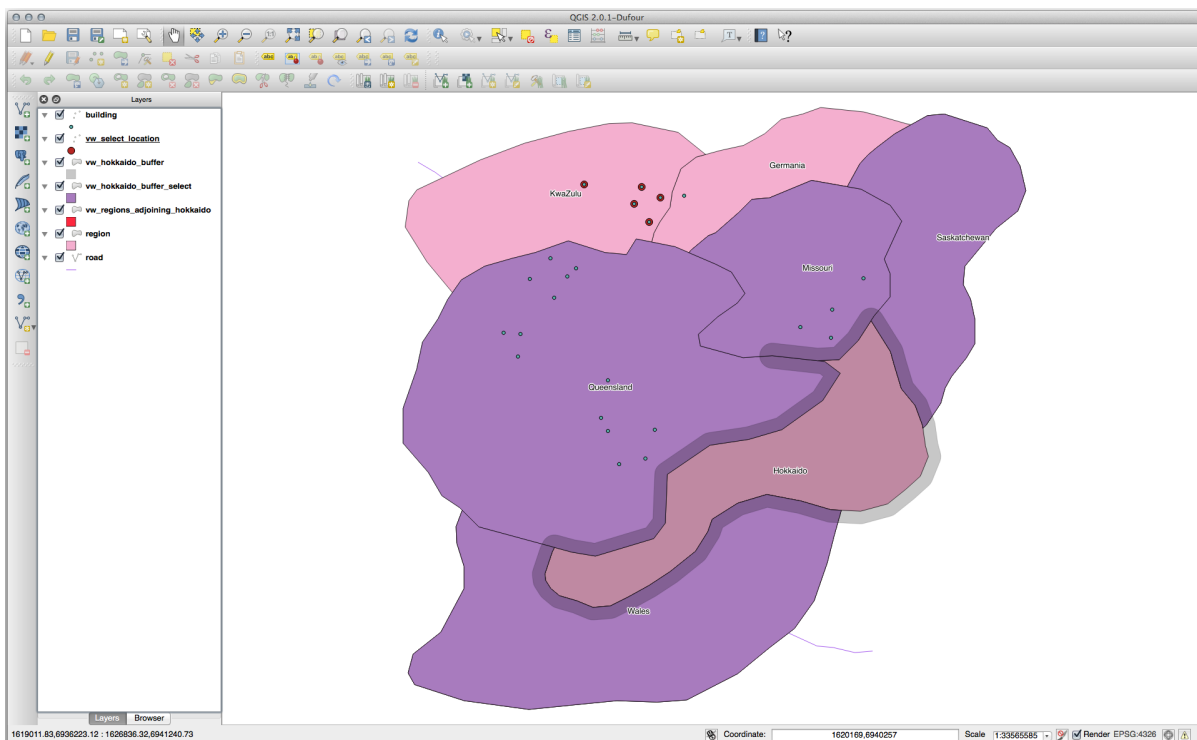 QGIS 2.0.1-Dufour
Layers
building
vw_select_location
vw_hokkaido_buffer
vw_hokkaido_buffer_select
vw_regions_adjoining_hokkaido
region
road
Germania
KwaZulu
Saskatchewan
Missouri
Queensland
Hokkaido
Wales
Layers Browser
1619011.83,6936223.12 : 1626836.32,6941240.73 Coordinate: 1620169,6940257 Scale 1:33565585 Render EPSG:4326